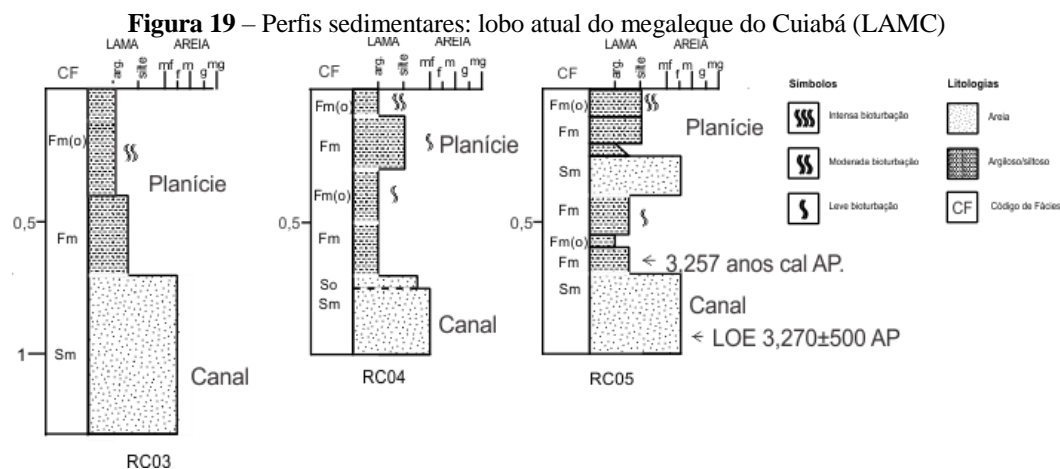 Figura 19 – Perfis sedimentares: lobo atual do megaleque do Cuiabá (LAMC)
LAMA AREIA
CF arg. silte mf f m g mg
Fm(o)
Planície
0,5
Fm
1
Sm
Canal
RC03
LAMA AREIA
CF arg. silte mf f m g mg
Fm(o)
Fm
Planície
Fm(o)
0,5
Fm
So
Sm
Canal
RC04
LAMA AREIA
CF arg. silte mf f m g mg
Fm(o)
Fm
Planície
Sm
0,5
Fm
Fm(o)
Fm
3,257 anos cal AP.
Sm
Canal
LOE 3,270±500 AP
RC05
Símbolos
Intensa bioturbação
Moderada bioturbação
Leve bioturbação
Litologias
Areia
Argiloso/siltoso
CF Código de Fácies